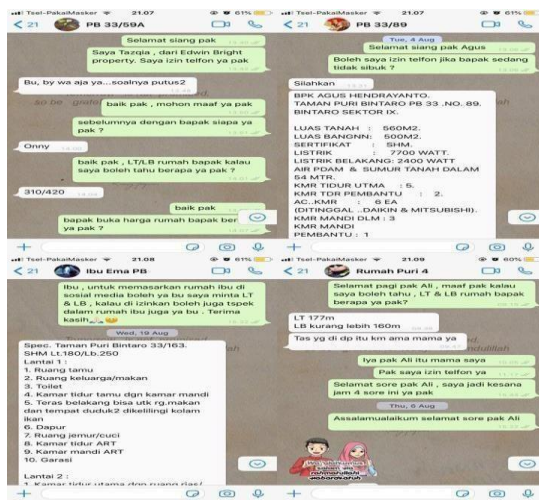 Tsel-PakaiMasker
21.07
61%
21
PB 33/59A
Selamat siang pak
Saya Tazqia , dari Edwin Bright
property. Saya izin telfon ya pak
Bu, by wa aja ya...soalnya putus2
baik pak , mohon maaf ya pak
sebelumnya dengan bapak siapa ya
pak ?
Onny
baik pak , LT/LB rumah bapak kalau
saya boleh tahu berapa ya pak ?
310/420
baik pak
bapak buka harga rumah bapak ber
ya pak ?
Tsel-PakaiMasker
21.07
61%
21
PB 33/89
Tue, 4 Aug
Selamat siang pak Agus
Boleh saya izin telfon jika bapak sedang
tidak sibuk ?
Silahkan
BPK AGUS HENDRAYANTO.
TAMAN PURI BINTARO PB 33 .NO. 89.
BINTARO SEKTOR IX.
LUAS TANAH : 560M2.
LUAS BANGNN: 500M2.
SERTIFIKAT : SHM.
LISTRIK : 7700 WATT.
LISTRIK BELAKANG: 2400 WATT
AIR PDAM & SUMUR TANAH DALAM
54 MTR.
KMR TIDUR UTMA : 5.
KMR TDR PEMBANTU : 2.
AC..KMR : 6 EA
(DITINGGAL ..DAIKIN & MITSUBISHI).
KMR MANDI DLM : 3
KMR MANDI
PEMBANTU : 1
Tsel-PakaiMasker
21.08
61%
21
Ibu Ema PB
Ibu , untuk memasarkan rumah ibu di
sosial media boleh ya bu saya minta LT
& LB , kalau di izinkan boleh juga tspek
dalam rumah ibu juga ya bu . Terima
kasih
Wed, 19 Aug
Spec. Taman Puri Bintaro 33/163.
SHM Lt.180/Lb.250
Lantai 1 :
1. Ruang tamu
2. Ruang keluarga/makan
3. Toilet
4. Kamar tidur tamu dgn kamar mandi
5. Teras belakang bisa utk rg.makan
dan tempat duduk2 dikelilingi kolam
ikan
6. Dapur
7. Ruang jemur/cuci
8. Kamar tidur ART
9. Kamar mandi ART
10. Garasi
Lantai 2 :
1. Kamar tidur utama dgn ruang rias/
Tsel-PakaiMasker
21.09
60%
21
Rumah Puri 4
Selamat pagi pak Ali , maaf pak kalau
saya boleh tahu , LT & LB rumah bapak
berapa ya pak?
LT 177m
LB kurang lebih 160m
Tas yg di dp itu km ama mama ya
Iya pak Ali itu mama saya
Pak saya izin telfon ya
Selamat sore pak Ali , saya jadi kesana
jam 4 sore ini ya pak
Thu, 6 Aug
Assalamualaikum selamat sore pak Ali